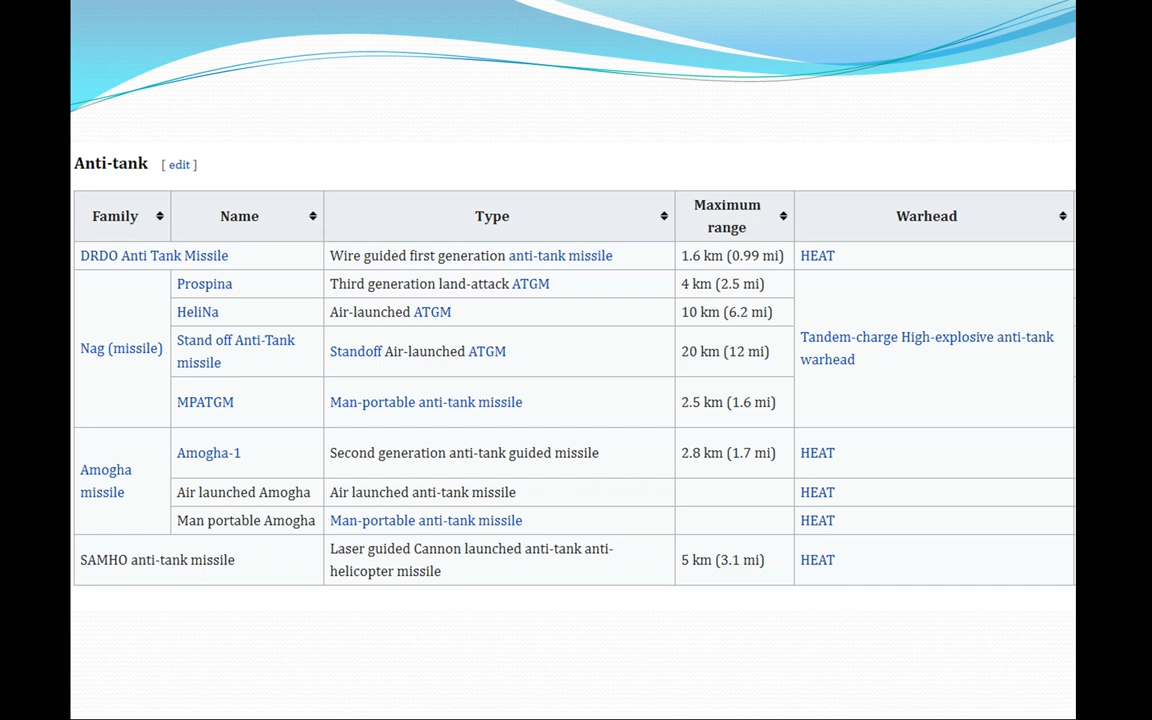 Anti-tank [ edit ]
Family Name Type Maximum range Warhead
DRDO Anti Tank Missile Wire guided first generation anti-tank missile 1.6 km (0.99 mi) HEAT
Nag (missile) Prospina Third generation land-attack ATGM 4 km (2.5 mi) Tandem-charge High-explosive anti-tank warhead
HeliNa Air-launched ATGM 10 km (6.2 mi)
Stand off Anti-Tank missile Standoff Air-launched ATGM 20 km (12 mi)
MPATGM Man-portable anti-tank missile 2.5 km (1.6 mi)
Amogha missile Amogha-1 Second generation anti-tank guided missile 2.8 km (1.7 mi) HEAT
Air launched Amogha Air launched anti-tank missile HEAT
Man portable Amogha Man-portable anti-tank missile HEAT
SAMHO anti-tank missile Laser guided Cannon launched anti-tank anti-helicopter missile 5 km (3.1 mi) HEAT